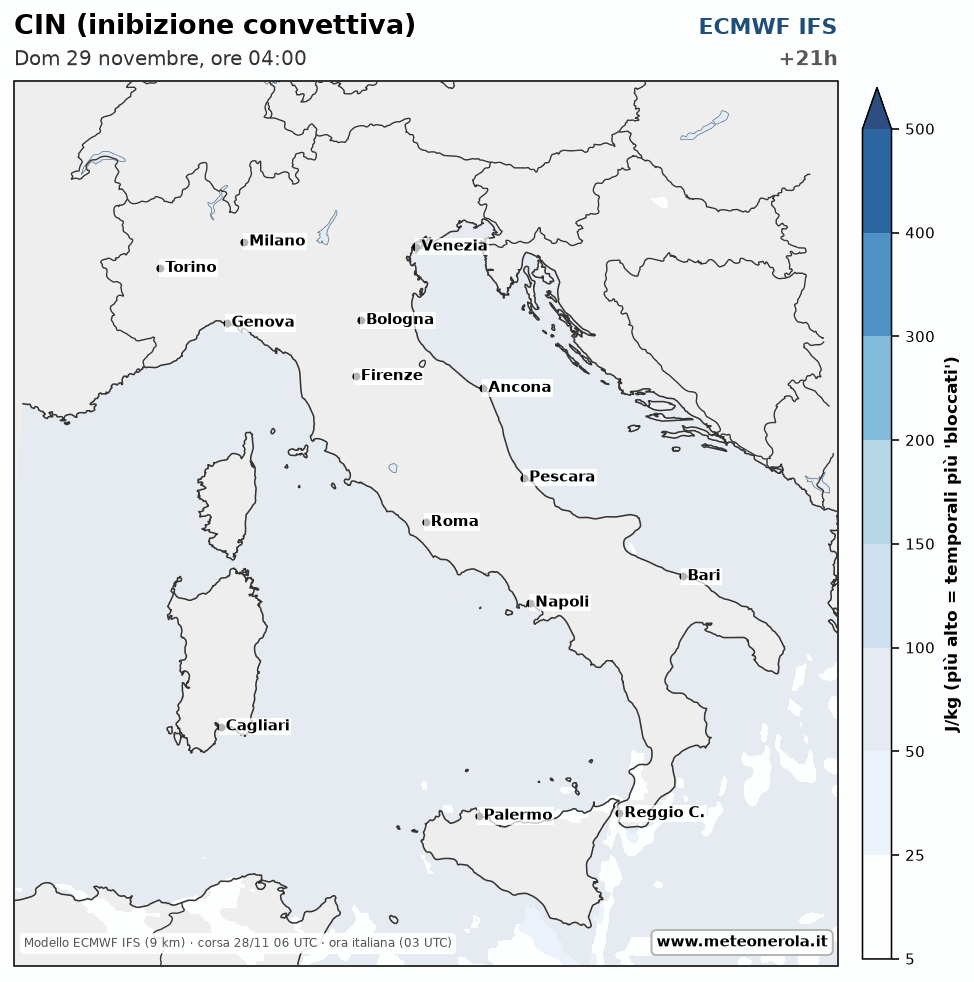 CIN (inibizione convettiva)
ECMWF IFS
Dom 29 novembre, ore 04:00
+21h
Milano
Venezia
Torino
Genova
Bologna
Firenze
Ancona
Pescara
Roma
Bari
Napoli
Cagliari
Palermo
Reggio C.
500
400
300
200
150
100
50
25
5
J/kg (più alto = temporali più 'bloccati')
Modello ECMWF IFS (9 km) · corsa 28/11 06 UTC · ora italiana (03 UTC)
www.meteonerola.it